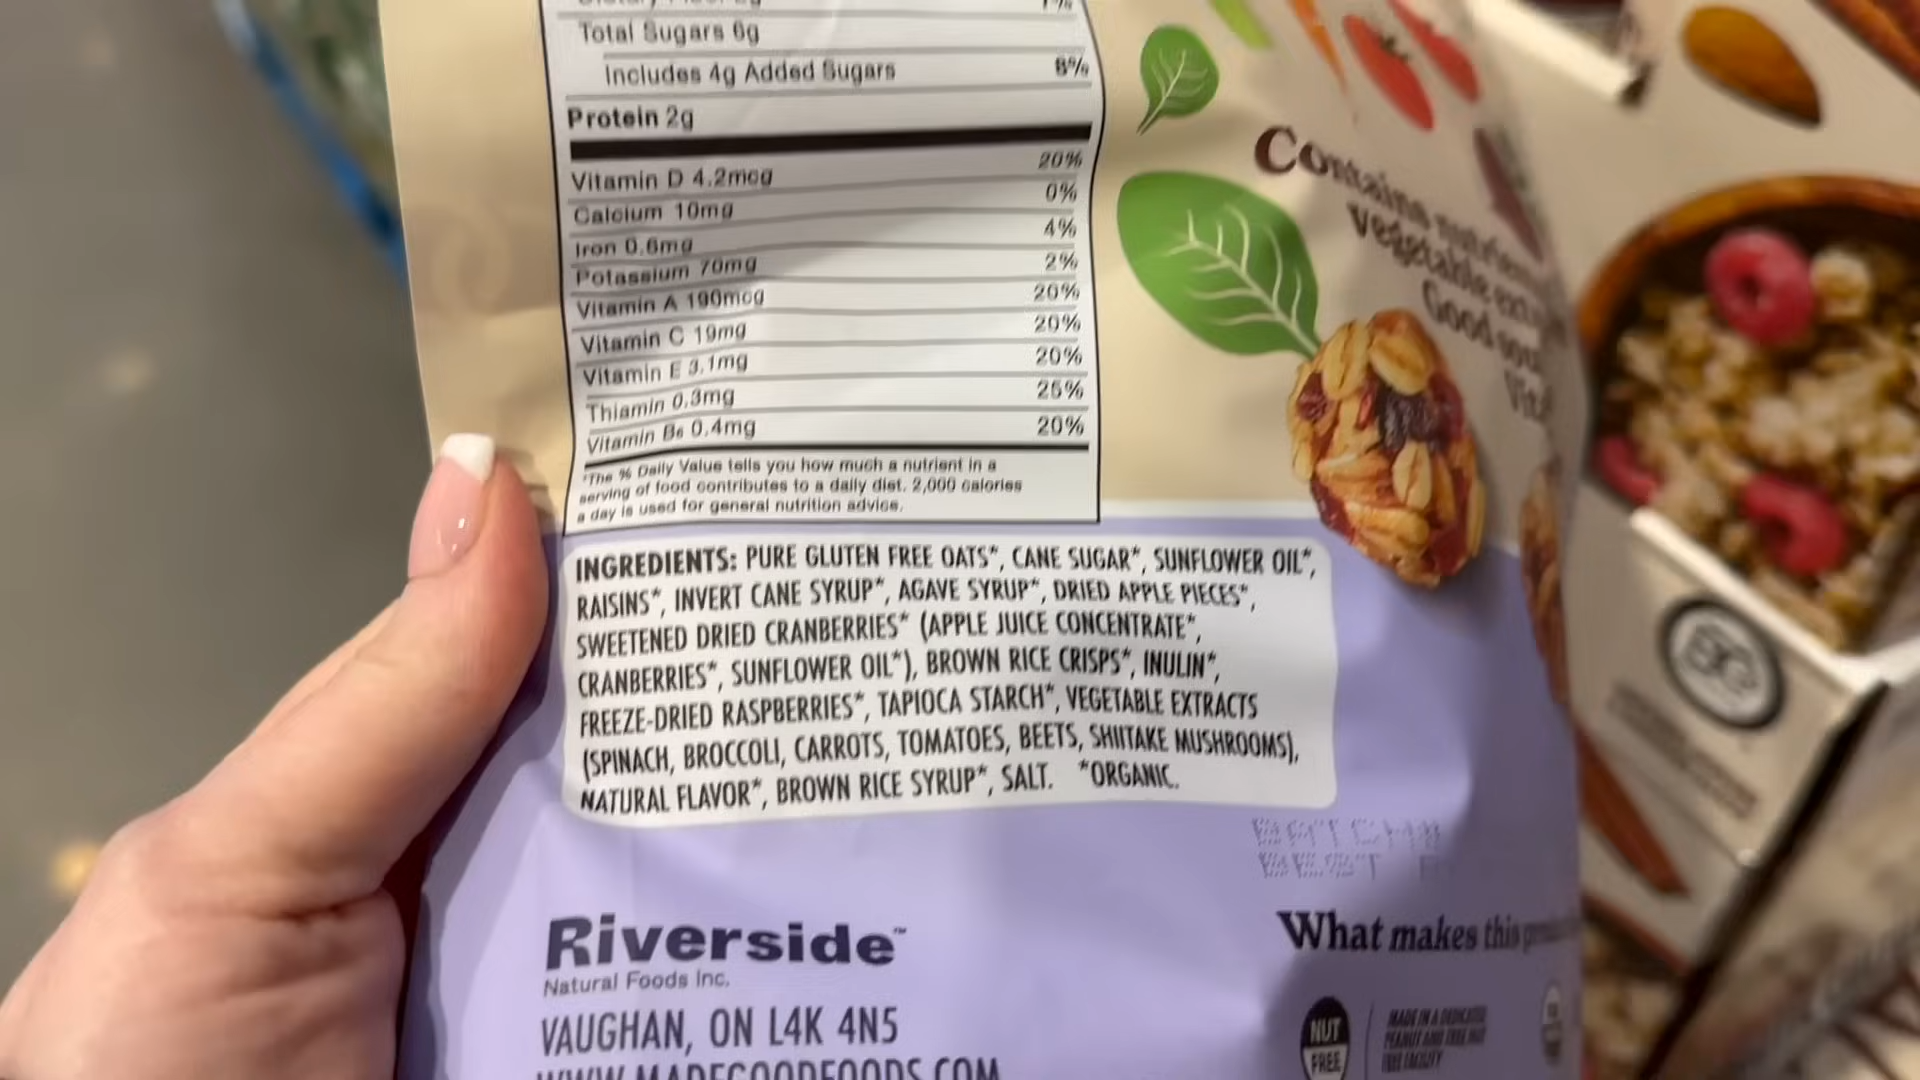 Total Sugars 6g
Includes 4g Added Sugars 8%
Protein 2g
Vitamin D 4.2mcg 20%
Calcium 10mg 0%
Iron 0.6mg 4%
Potassium 70mg 2%
Vitamin A 190mcg 20%
Vitamin C 19mg 20%
Vitamin E 3.1mg 20%
Thiamin 0.3mg 25%
Vitamin B6 0.4mg 20%
*The % Daily Value tells you how much a nutrient in a
serving of food contributes to a daily diet. 2,000 calories
a day is used for general nutrition advice.
Contains
Vegetable
Good
INGREDIENTS: PURE GLUTEN FREE OATS*, CANE SUGAR*, SUNFLOWER OIL*,
RAISINS*, INVERT CANE SYRUP*, AGAVE SYRUP*, DRIED APPLE PIECES*,
SWEETENED DRIED CRANBERRIES* (APPLE JUICE CONCENTRATE*,
CRANBERRIES*, SUNFLOWER OIL*), BROWN RICE CRISPS*, INULIN*,
FREEZE-DRIED RASPBERRIES*, TAPIOCA STARCH*, VEGETABLE EXTRACTS
(SPINACH, BROCCOLI, CARROTS, TOMATOES, BEETS, SHIITAKE MUSHROOMS),
NATURAL FLAVOR*, BROWN RICE SYRUP*, SALT. *ORGANIC.
BATCH#
BEST
Riverside™
Natural Foods Inc.
VAUGHAN, ON L4K 4N5
WWW.MADEGOODFOODS.COM
What makes this
NUT
FREE
MADE IN A DEDICATED
PEANUT AND TREE NUT
FREE FACILITY